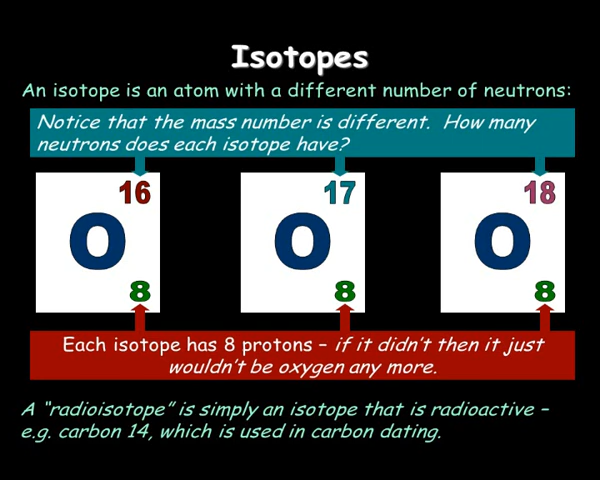 Isotopes
An isotope is an atom with a different number of neutrons:
Notice that the mass number is different. How many
neutrons does each isotope have?
16 17 18
O O O
8 8 8
Each isotope has 8 protons – if it didn't then it just
wouldn't be oxygen any more.
A “radioisotope” is simply an isotope that is radioactive –
e.g. carbon 14, which is used in carbon dating.